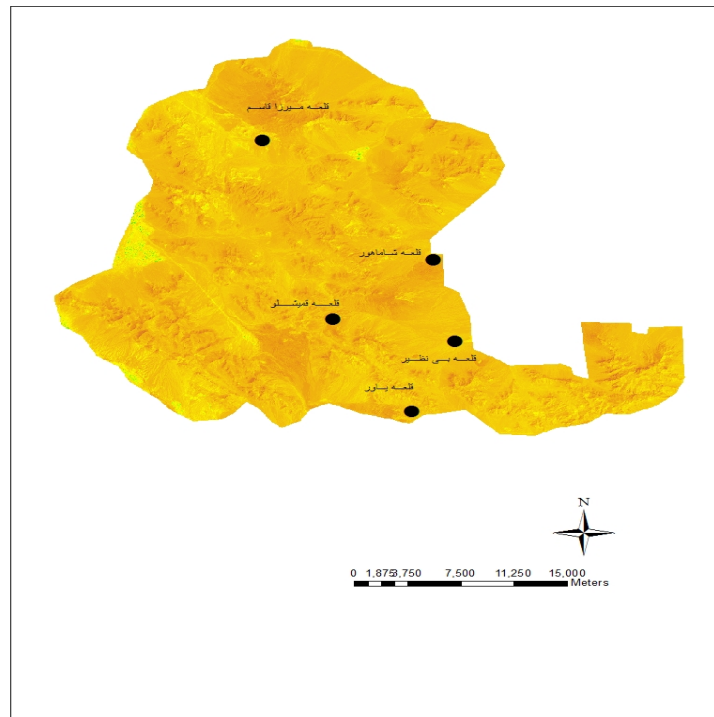 قلعه میرزا قاسم
قلعه شاماهور
قلعه قمیشلو
قلعه بی نظیر
قلعه یاور
N
0 1,875 3,750 7,500 11,250 15,000
Meters